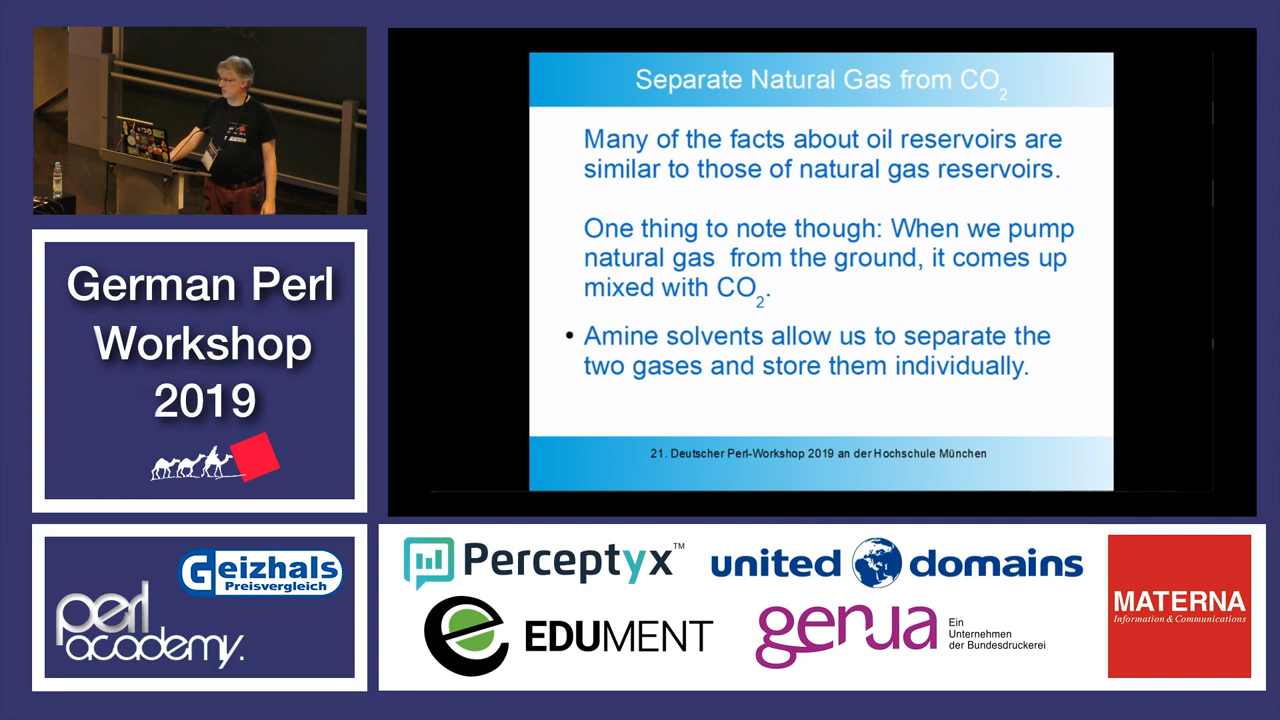 Separate Natural Gas from CO₂
Many of the facts about oil reservoirs are
similar to those of natural gas reservoirs.
One thing to note though: When we pump
natural gas from the ground, it comes up
mixed with CO₂.
• Amine solvents allow us to separate the
two gases and store them individually.
21. Deutscher Perl-Workshop 2019 an der Hochschule München
German Perl
Workshop
2019
Geizhals
Preisvergleich
perl
academy.
Perceptyx™
united domains
EDUMENT
genua
Ein
Unternehmen
der Bundesdruckerei
MATERNA
Information & Communications